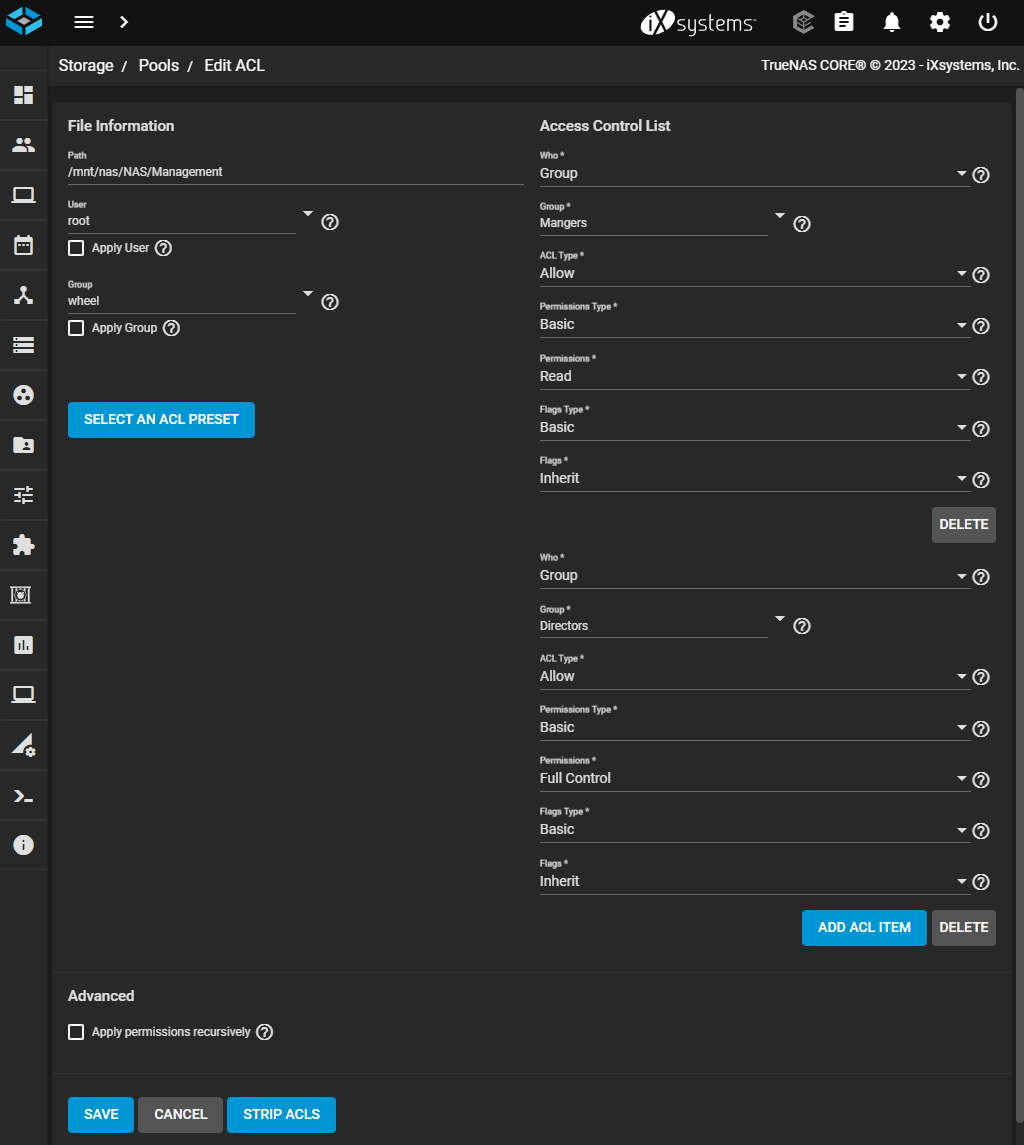 iXsystems™
Storage / Pools / Edit ACL
TrueNAS CORE® © 2023 - iXsystems, Inc.
File Information
Path
/mnt/nas/NAS/Management
User
root
Apply User
Group
wheel
Apply Group
SELECT AN ACL PRESET
Access Control List
Who *
Group
Group *
Mangers
ACL Type *
Allow
Permissions Type *
Basic
Permissions *
Read
Flags Type *
Basic
Flags *
Inherit
DELETE
Who *
Group
Group *
Directors
ACL Type *
Allow
Permissions Type *
Basic
Permissions *
Full Control
Flags Type *
Basic
Flags *
Inherit
ADD ACL ITEM DELETE
Advanced
Apply permissions recursively
SAVE CANCEL STRIP ACLS